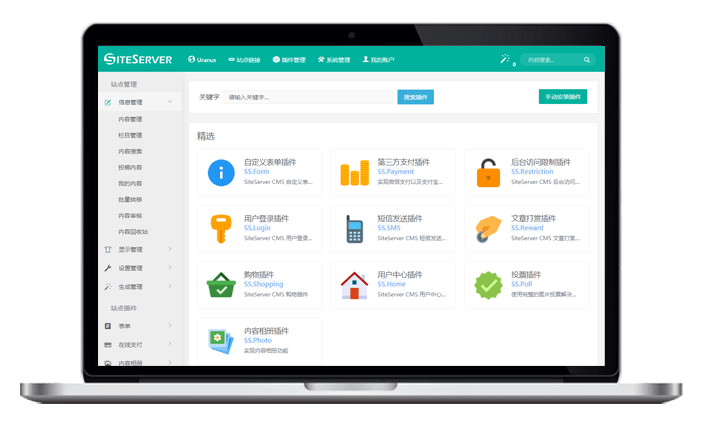 SITESERVER
Uranus
站点链接
插件管理
系统管理
我的账户
0
内容搜索...
站点管理
信息管理
内容管理
栏目管理
内容搜索
投稿内容
我的内容
批量转移
内容审核
内容回收站
显示管理
设置管理
生成管理
站点插件
表单
在线支付
内容相册
关键字
请输入关键字...
搜索插件
手动安装插件
精选
自定义表单插件
SS.Form
SiteServer CMS 自定义表...
第三方支付插件
SS.Payment
实现微信支付以及支付宝...
后台访问限制插件
SS.Restriction
SiteServer CMS 后台访问...
用户登录插件
SS.Login
SiteServer CMS 用户登录...
短信发送插件
SS.SMS
SiteServer CMS 短信发送...
文章打赏插件
SS.Reward
SiteServer CMS 文章打赏...
购物插件
SS.Shopping
SiteServer CMS 购物插件
用户中心插件
SS.Home
SiteServer CMS 用户中心...
投票插件
SS.Poll
使用完整的图片投票解决...
内容相册插件
SS.Photo
实现内容相册功能